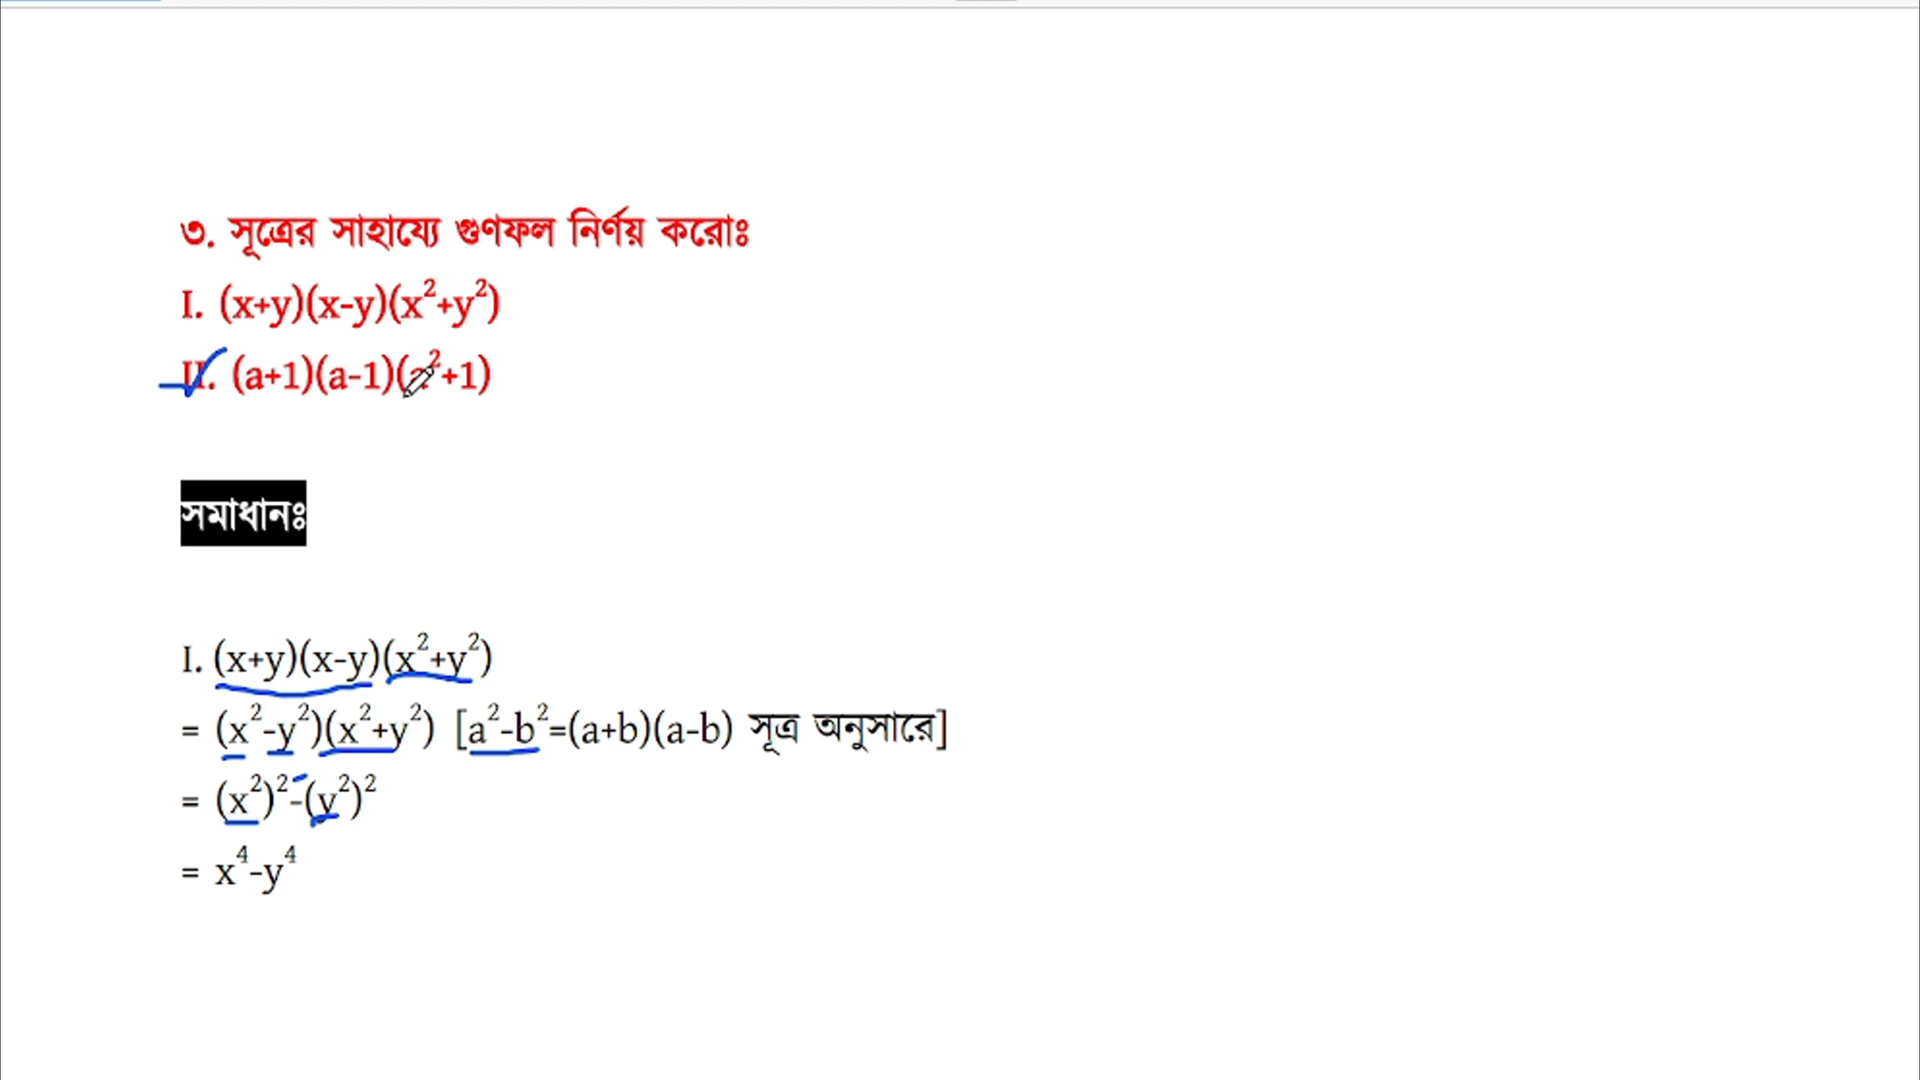 ৩. সূত্রের সাহায্যে গুণফল নির্ণয় করোঃ
I. (x+y)(x-y)(x²+y²)
II. (a+1)(a-1)(a²+1)
সমাধানঃ
I. (x+y)(x-y)(x²+y²)
= (x²-y²)(x²+y²) [a²-b²=(a+b)(a-b) সূত্র অনুসারে]
= (x²)²-(y²)²
= x⁴-y⁴